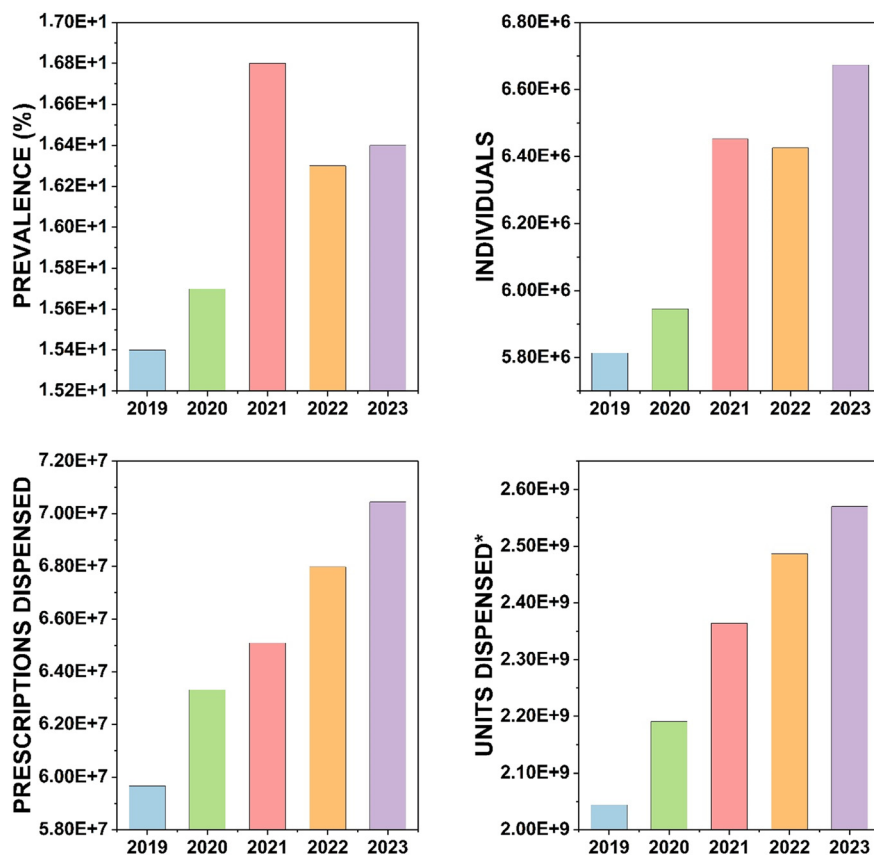 PREVALENCE (%)
1.70E+1
1.68E+1
1.66E+1
1.64E+1
1.62E+1
1.60E+1
1.58E+1
1.56E+1
1.54E+1
1.52E+1
2019 2020 2021 2022 2023
INDIVIDUALS
6.80E+6
6.60E+6
6.40E+6
6.20E+6
6.00E+6
5.80E+6
2019 2020 2021 2022 2023
PRESCRIPTIONS DISPENSED
7.20E+7
7.00E+7
6.80E+7
6.60E+7
6.40E+7
6.20E+7
6.00E+7
5.80E+7
2019 2020 2021 2022 2023
UNITS DISPENSED*
2.60E+9
2.50E+9
2.40E+9
2.30E+9
2.20E+9
2.10E+9
2.00E+9
2019 2020 2021 2022 2023